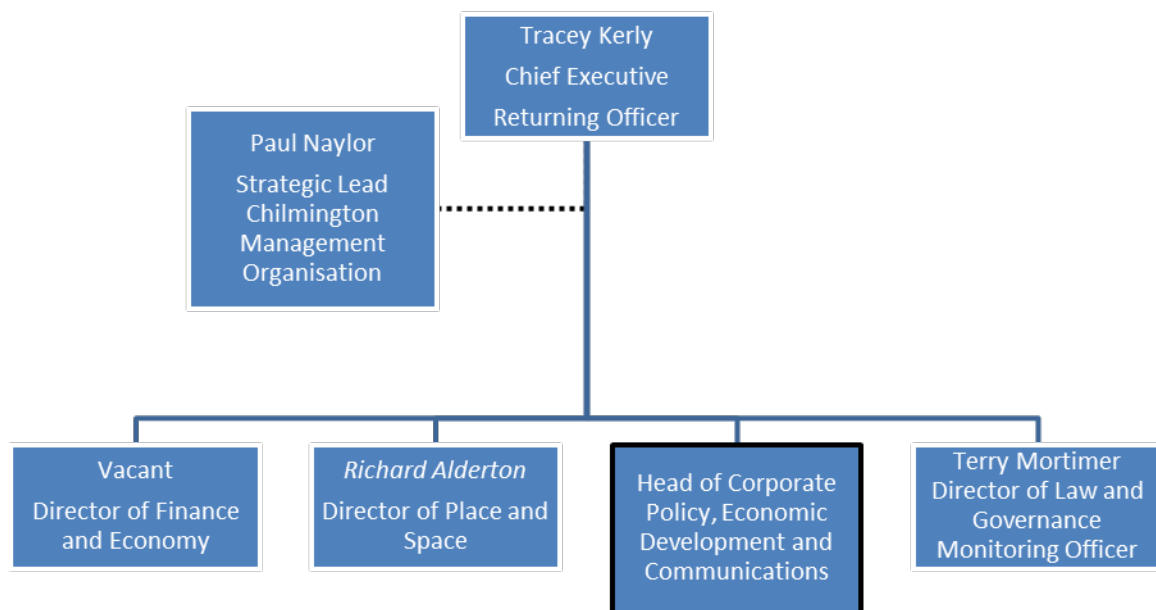 Tracey Kerly
Chief Executive
Returning Officer
Paul Naylor
Strategic Lead
Chilmington
Management
Organisation
Vacant
Director of Finance
and Economy
Richard Alderton
Director of Place and
Space
Head of Corporate
Policy, Economic
Development and
Communications
Terry Mortimer
Director of Law and
Governance
Monitoring Officer